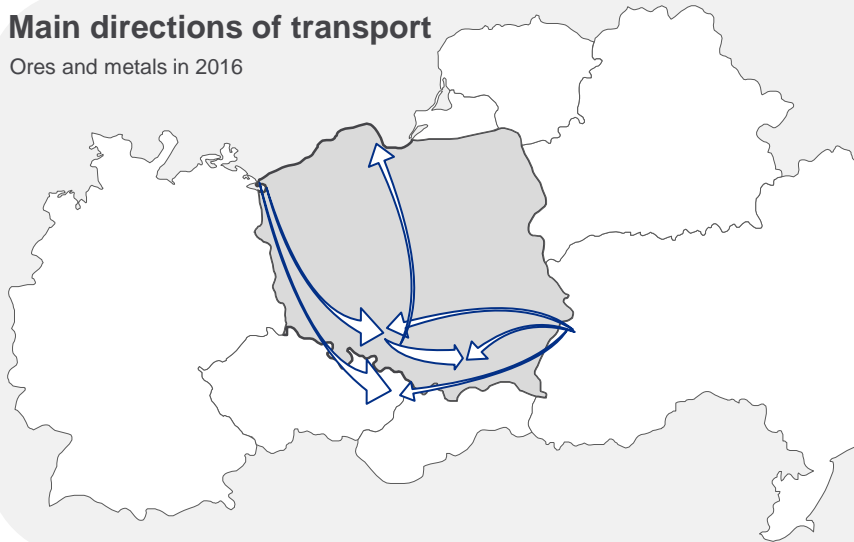 Main directions of transport
Ores and metals in 2016